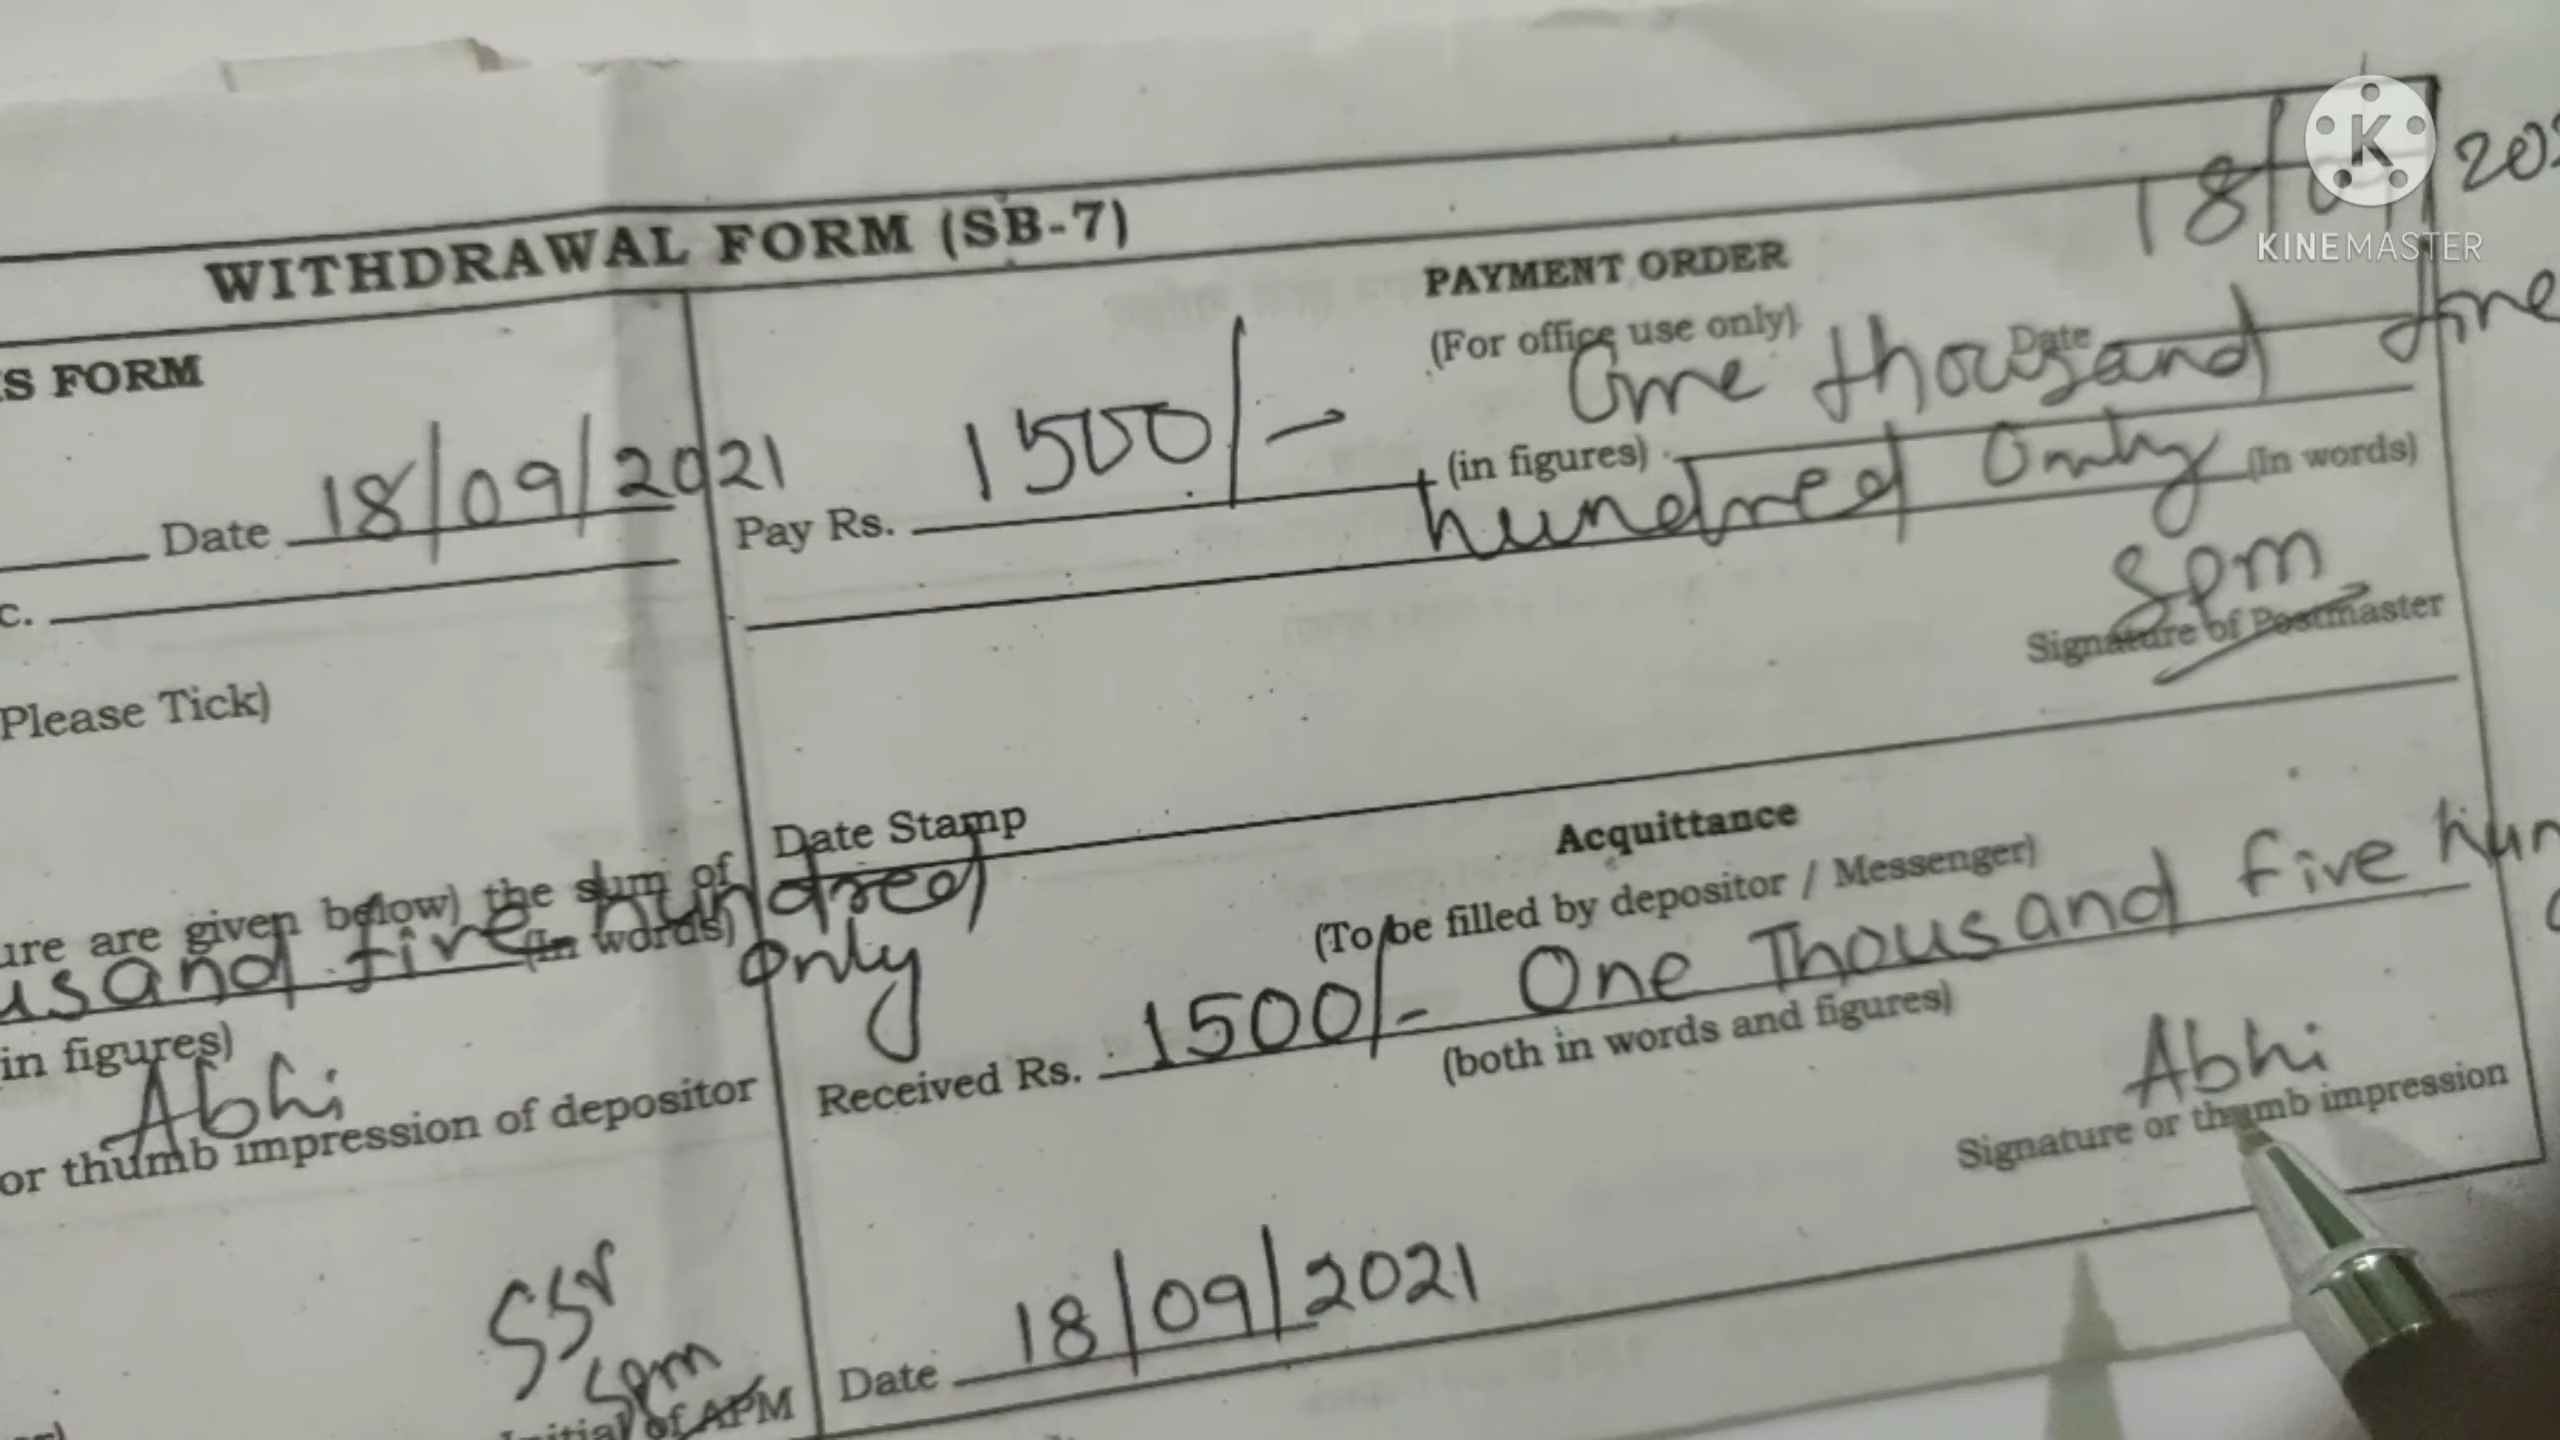 WITHDRAWAL FORM (SB-7)
S FORM
Date 18/09/2021
c.
Please Tick)
ure are given below) the sum of
usand five hundred
(In words)
only
in figures)
Abhi
or thumb impression of depositor
SSr
Spm
Initial of APM
PAYMENT ORDER
(For office use only)
18/09/202
Date
Pay Rs. 1500/- (in figures) One thousand five
hundred Only (In words)
Spm
Signature of Postmaster
Date Stamp
Acquittance
(To be filled by depositor / Messenger)
Received Rs. 1500/- One Thousand five hun
(both in words and figures)
Abhi
Signature or thumb impression
Date 18/09/2021
K
KINEMASTER